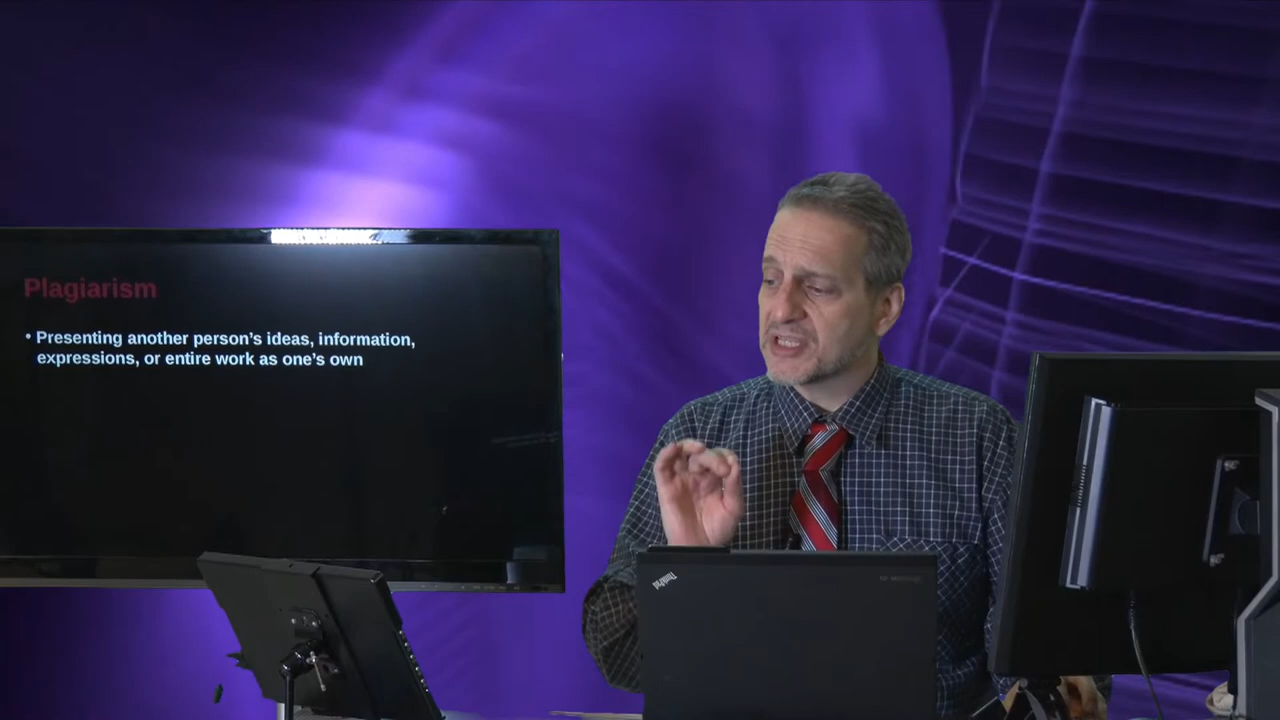 Plagiarism
• Presenting another person's ideas, information,
expressions, or entire work as one's own
ThinkPad